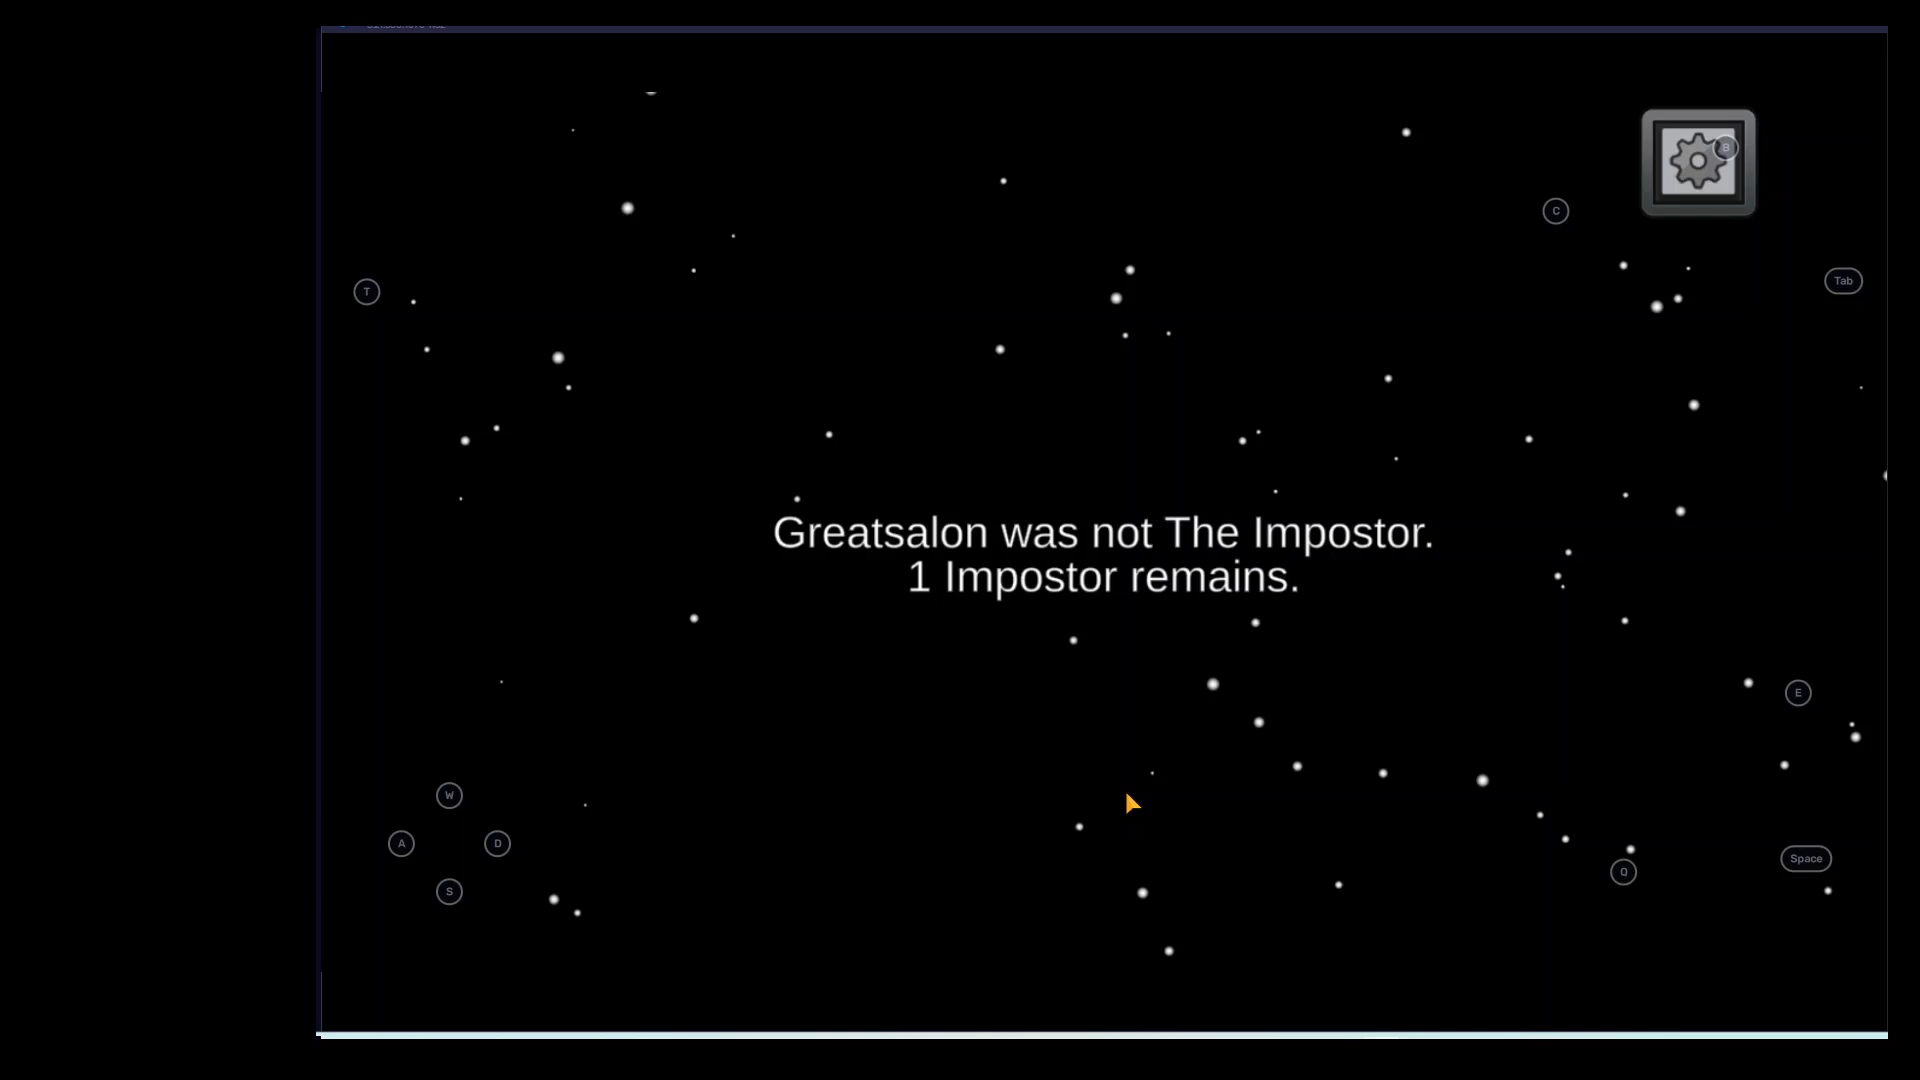 B
C
T
Tab
Greatsalon was not The Impostor.
1 Impostor remains.
E
W
A
D
S
Q
Space